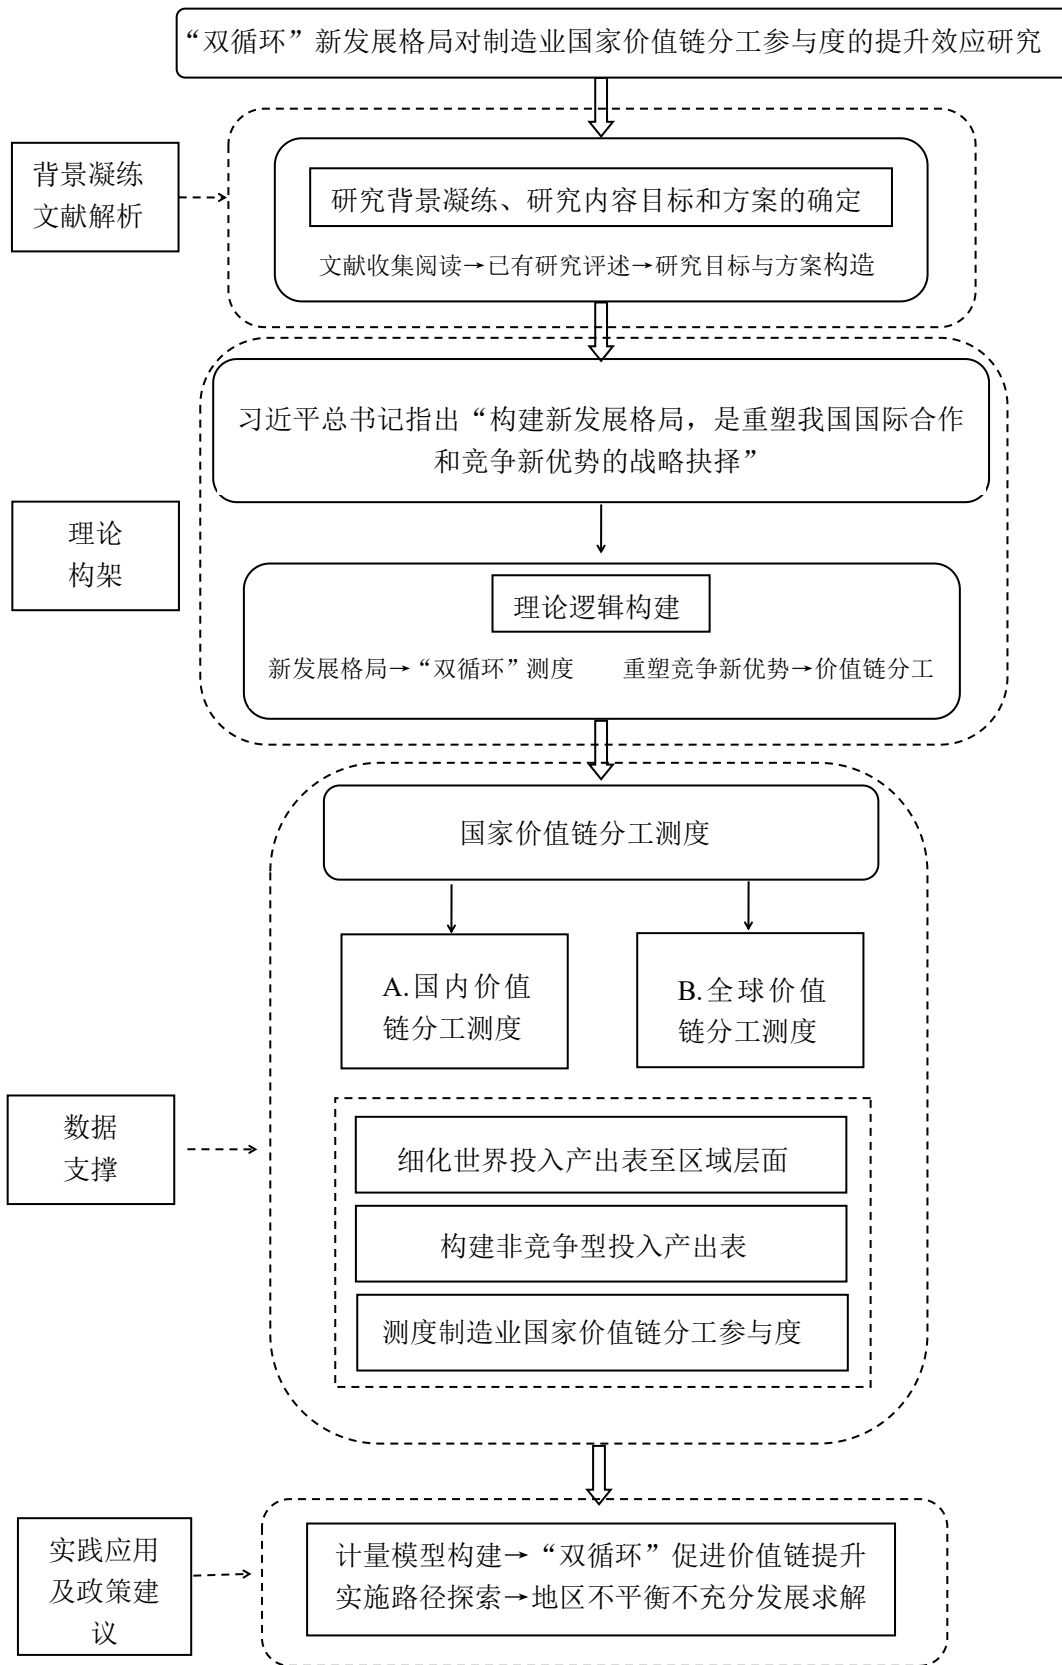 “双循环”新发展格局对制造业国家价值链分工参与度的提升效应研究
背景凝练
文献解析
研究背景凝练、研究内容目标和方案的确定
文献收集阅读→已有研究评述→研究目标与方案构造
习近平总书记指出“构建新发展格局，是重塑我国国际合作
和竞争新优势的战略抉择”
理论
构架
理论逻辑构建
新发展格局→“双循环”测度
重塑竞争新优势→价值链分工
国家价值链分工测度
A.国内价值
链分工测度
B.全球价值
链分工测度
数据
支撑
细化世界投入产出表至区域层面
构建非竞争型投入产出表
测度制造业国家价值链分工参与度
实践应用
及政策建
议
计量模型构建→“双循环”促进价值链提升
实施路径探索→地区不平衡不充分发展求解